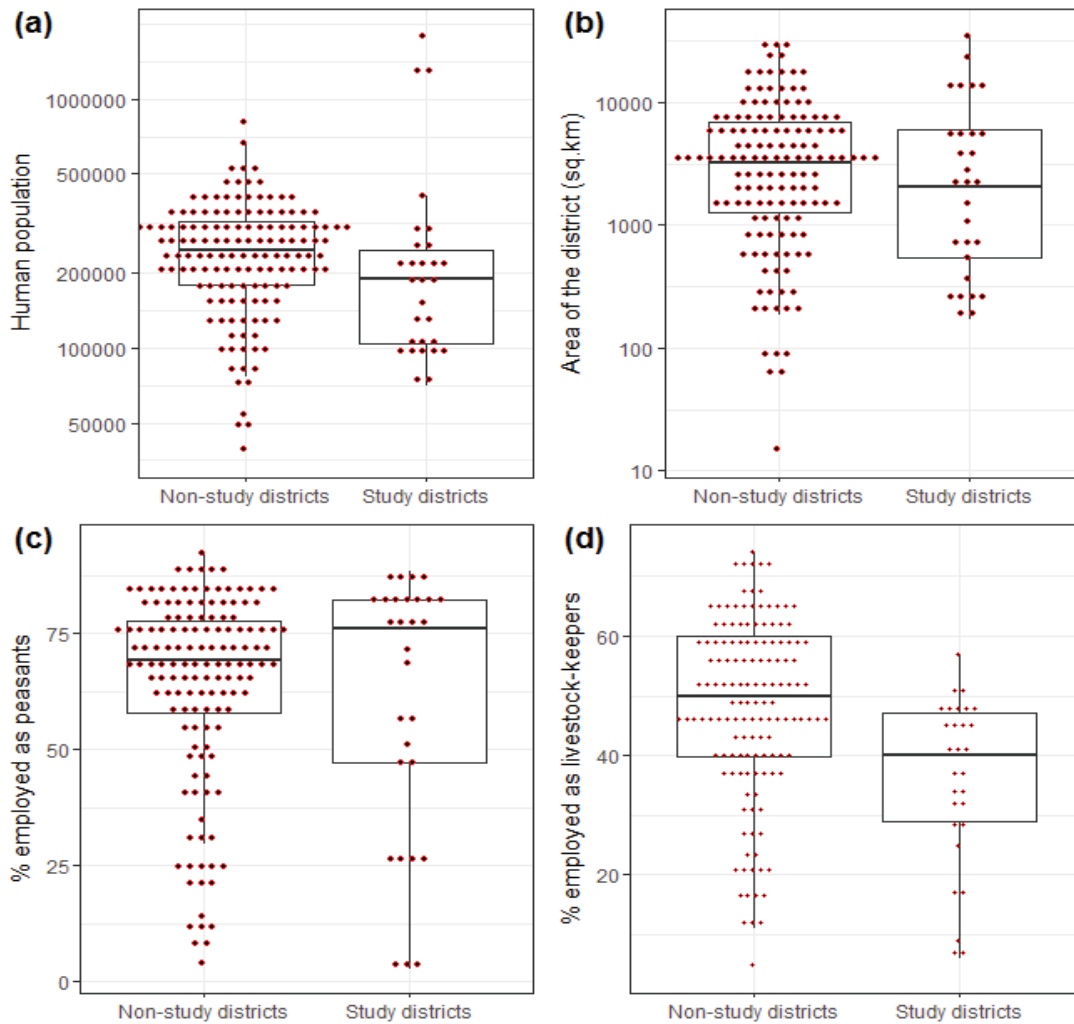 (a)
Human population
1000000
500000
200000
100000
50000
Non-study districts
Study districts
(b)
Area of the district (sq.km)
10000
1000
100
10
Non-study districts
Study districts
(c)
% employed as peasants
75
50
25
0
Non-study districts
Study districts
(d)
% employed as livestock-keepers
60
40
20
Non-study districts
Study districts